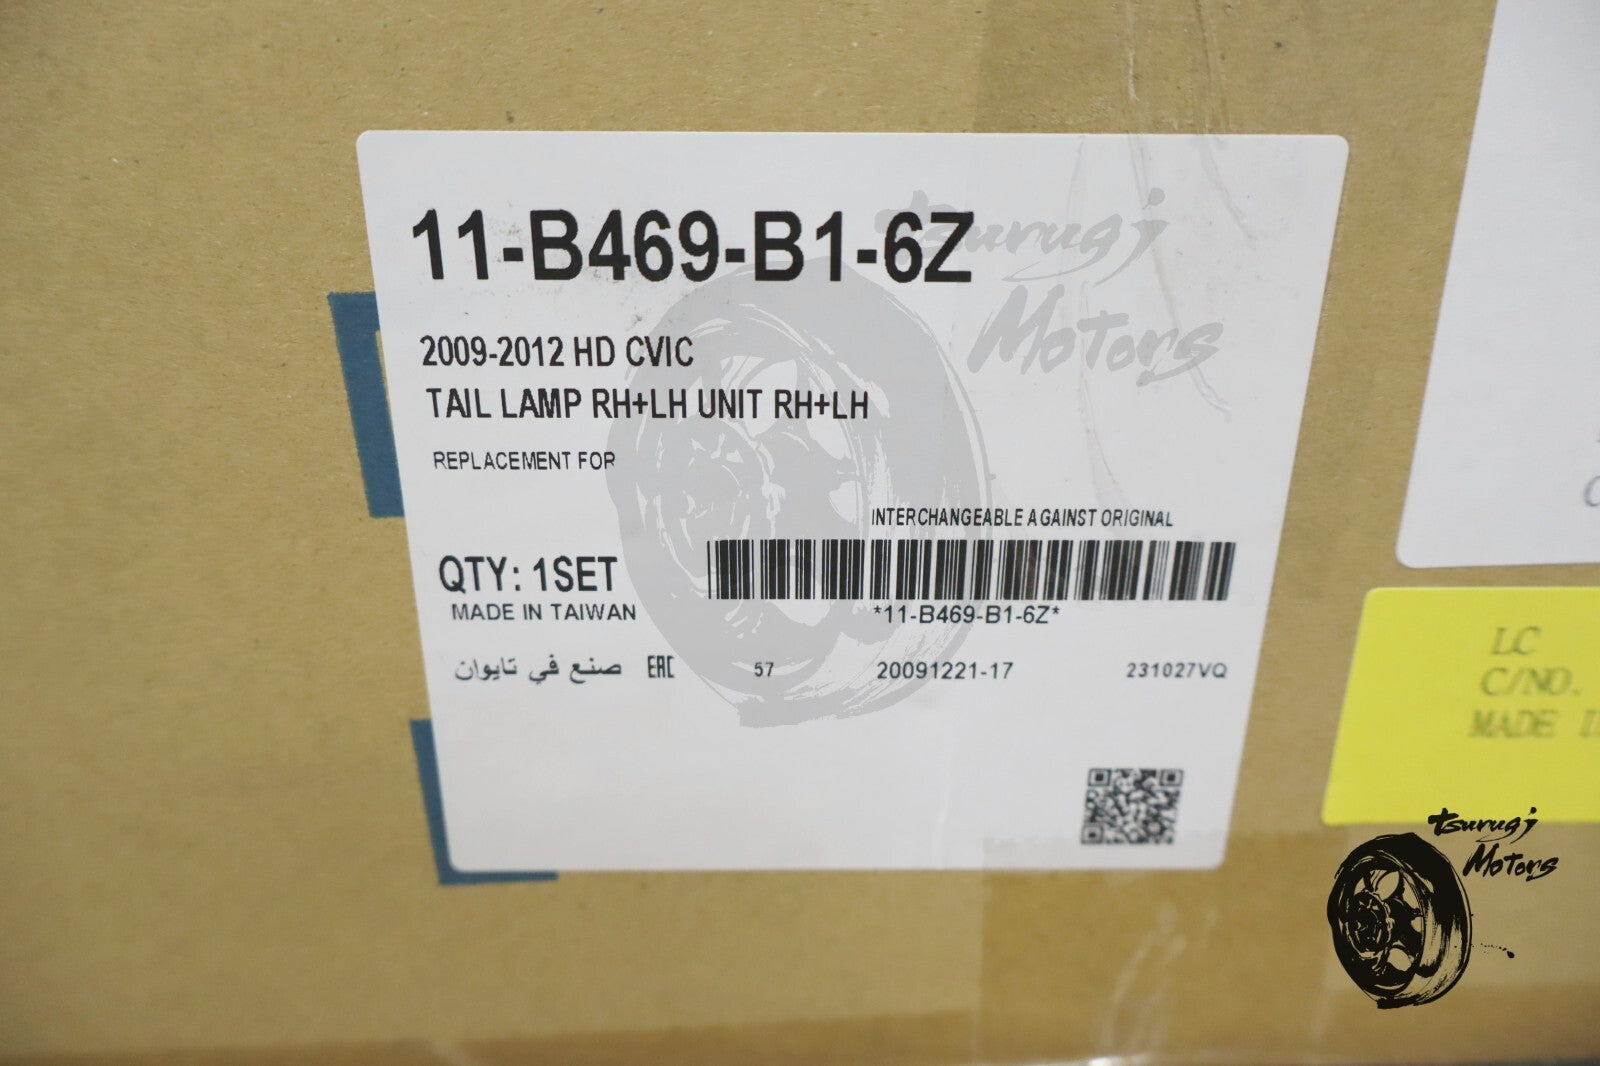 11-B469-B1-6Z
2009-2012 HD CVIC
TAIL LAMP RH+LH UNIT RH+LH
REPLACEMENT FOR
INTERCHANGEABLE AGAINST ORIGINAL
QTY: 1SET
MADE IN TAIWAN
*11-B469-B1-6Z*
صنع في تايوان EAC 57 20091221-17 231027VQ
tsurugi
Motors
LC
C/NO.
MADE
tsurugi
Motors